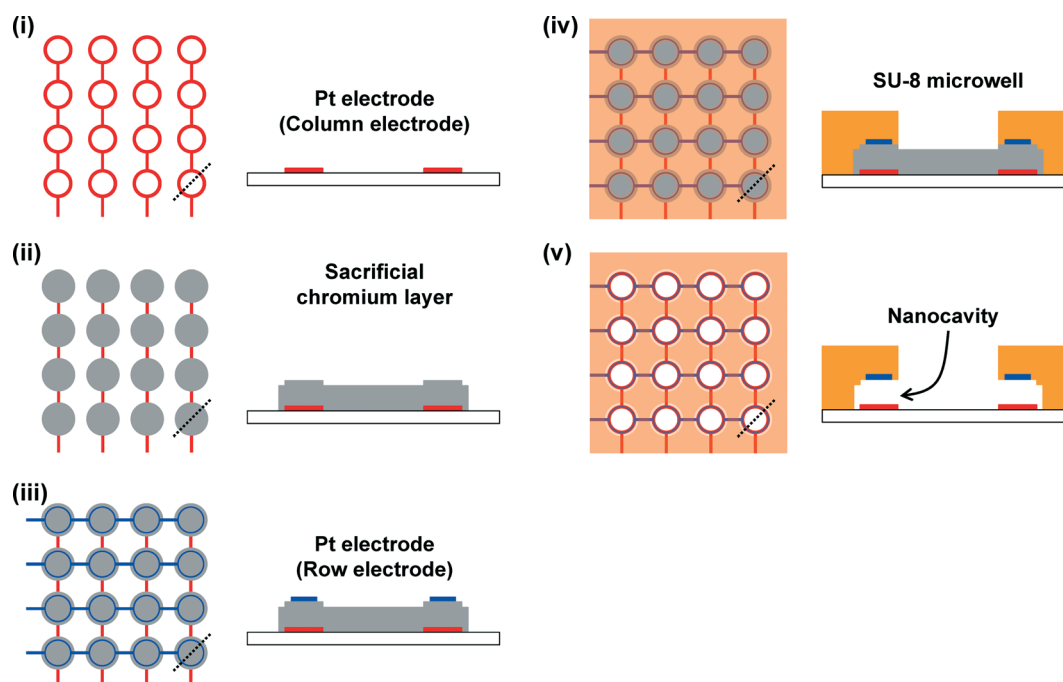 (i)
Pt electrode
(Column electrode)
(ii)
Sacrificial
chromium layer
(iii)
Pt electrode
(Row electrode)
(iv)
SU-8 microwell
(v)
Nanocavity